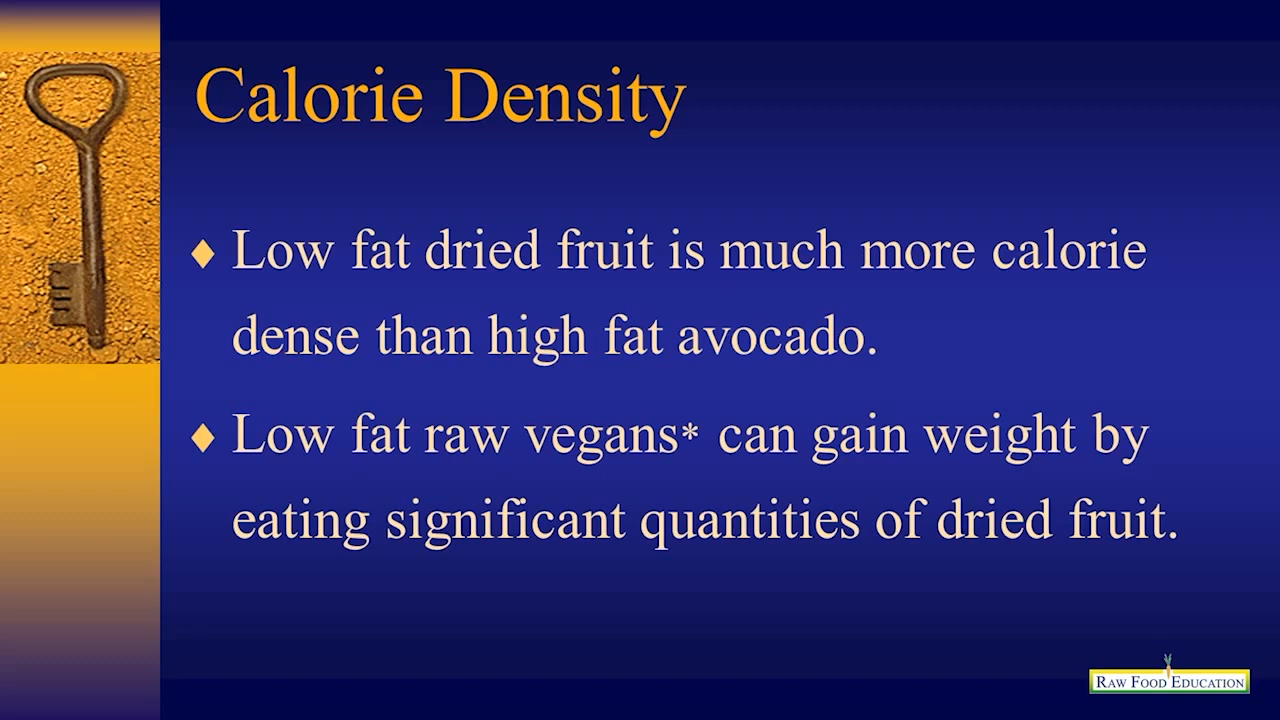 Calorie Density
♦ Low fat dried fruit is much more calorie
dense than high fat avocado.
♦ Low fat raw vegans* can gain weight by
eating significant quantities of dried fruit.
RAW FOOD EDUCATION